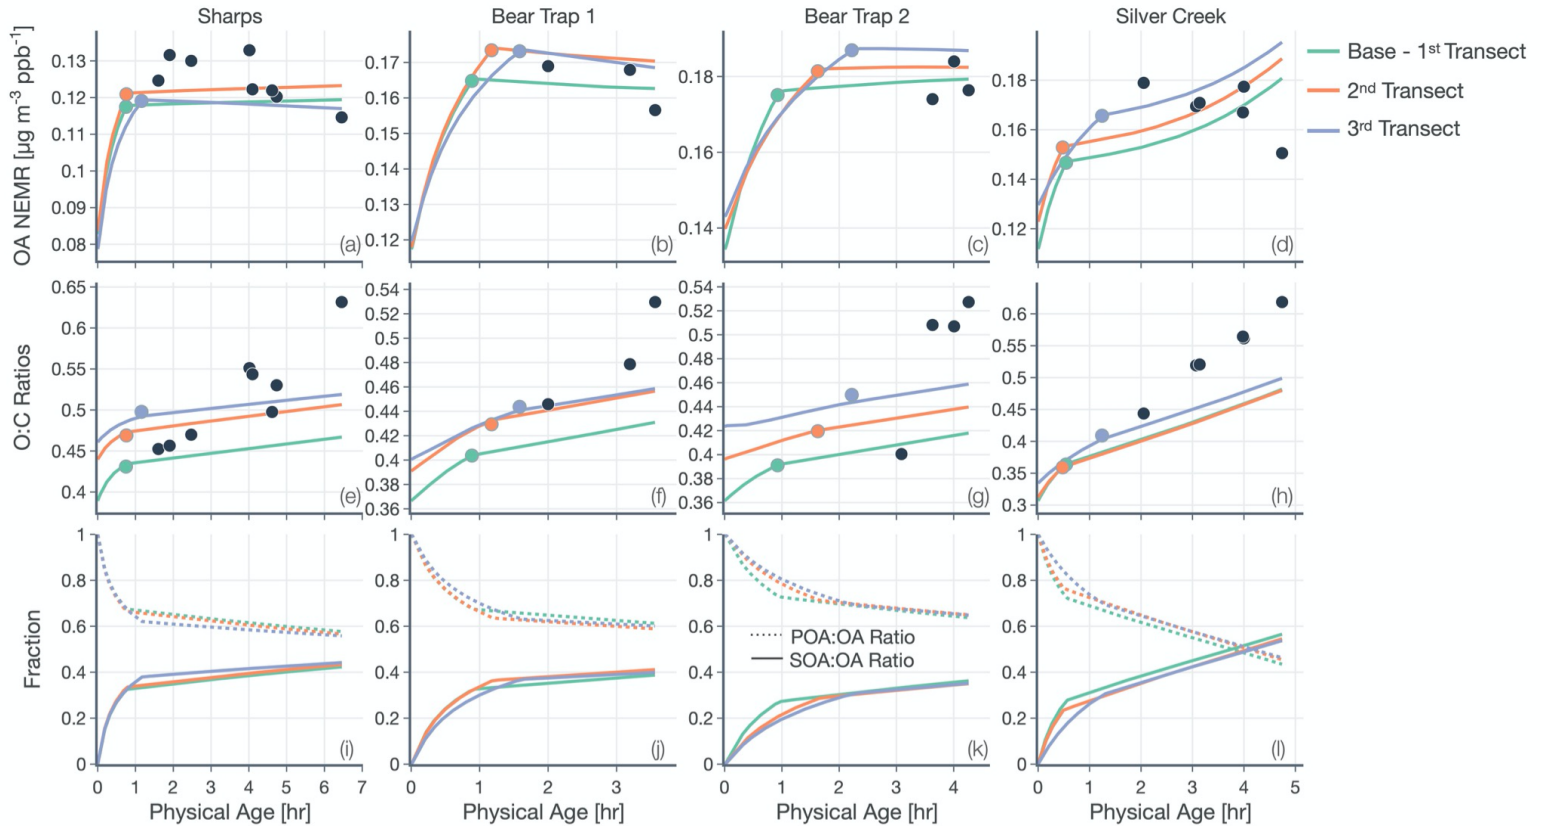 Sharps
Bear Trap 1
Bear Trap 2
Silver Creek
OA NEMR [µg m-3 ppb-1]
0.13
0.12
0.11
0.1
0.09
0.08
(a)
0.17
0.16
0.15
0.14
0.13
0.12
(b)
0.18
0.16
0.14
(c)
0.18
0.16
0.14
0.12
(d)
Base - 1st Transect
2nd Transect
3rd Transect
O:C Ratios
0.65
0.6
0.55
0.5
0.45
0.4
(e)
0.54
0.52
0.5
0.48
0.46
0.44
0.42
0.4
0.38
0.36
(f)
0.54
0.52
0.5
0.48
0.46
0.44
0.42
0.4
0.38
0.36
(g)
0.6
0.55
0.5
0.45
0.4
0.35
0.3
(h)
Fraction
1
0.8
0.6
0.4
0.2
0
(i)
1
0.8
0.6
0.4
0.2
0
(j)
1
0.8
0.6
0.4
0.2
0
POA:OA Ratio
SOA:OA Ratio
(k)
1
0.8
0.6
0.4
0.2
0
(l)
0 1 2 3 4 5 6 7
0 1 2 3
0 1 2 3 4
0 1 2 3 4 5
Physical Age [hr]
Physical Age [hr]
Physical Age [hr]
Physical Age [hr]